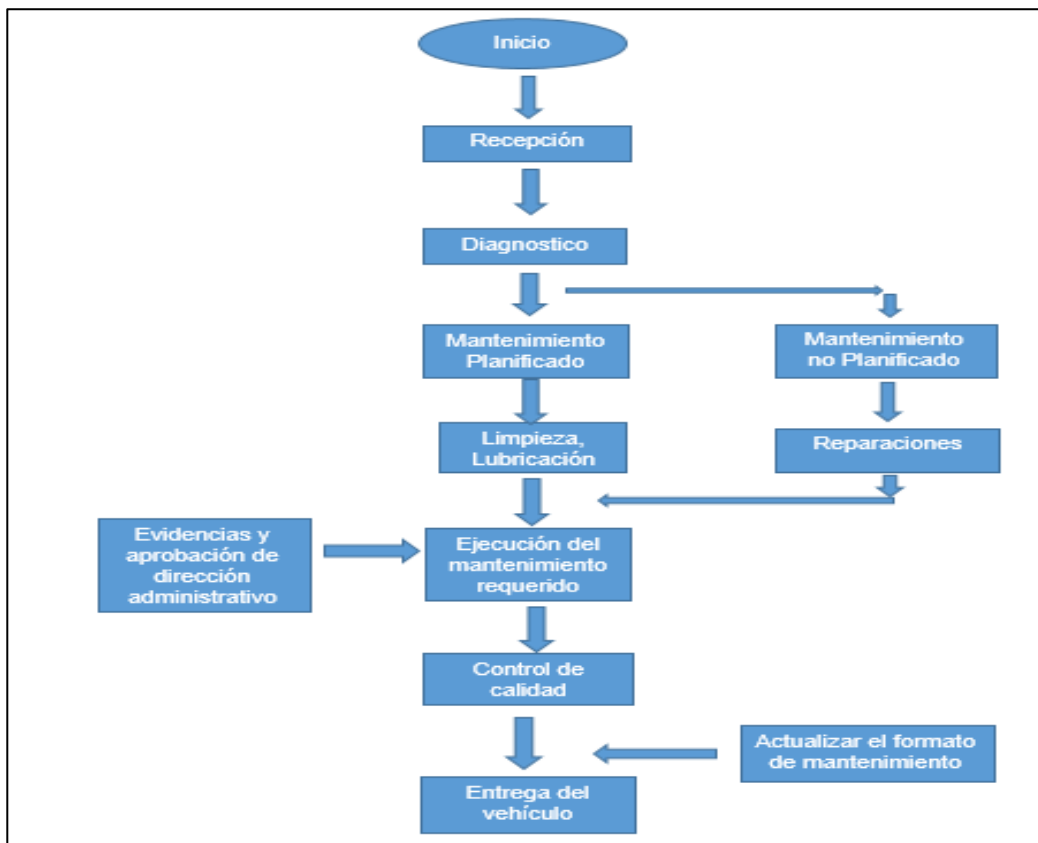 Inicio
Recepción
Diagnostico
Mantenimiento
Planificado
Mantenimiento
no Planificado
Limpieza,
Lubricación
Reparaciones
Evidencias y
aprobación de
dirección
administrativo
Ejecución del
mantenimiento
requerido
Control de
calidad
Actualizar el formato
de mantenimiento
Entrega del
vehículo